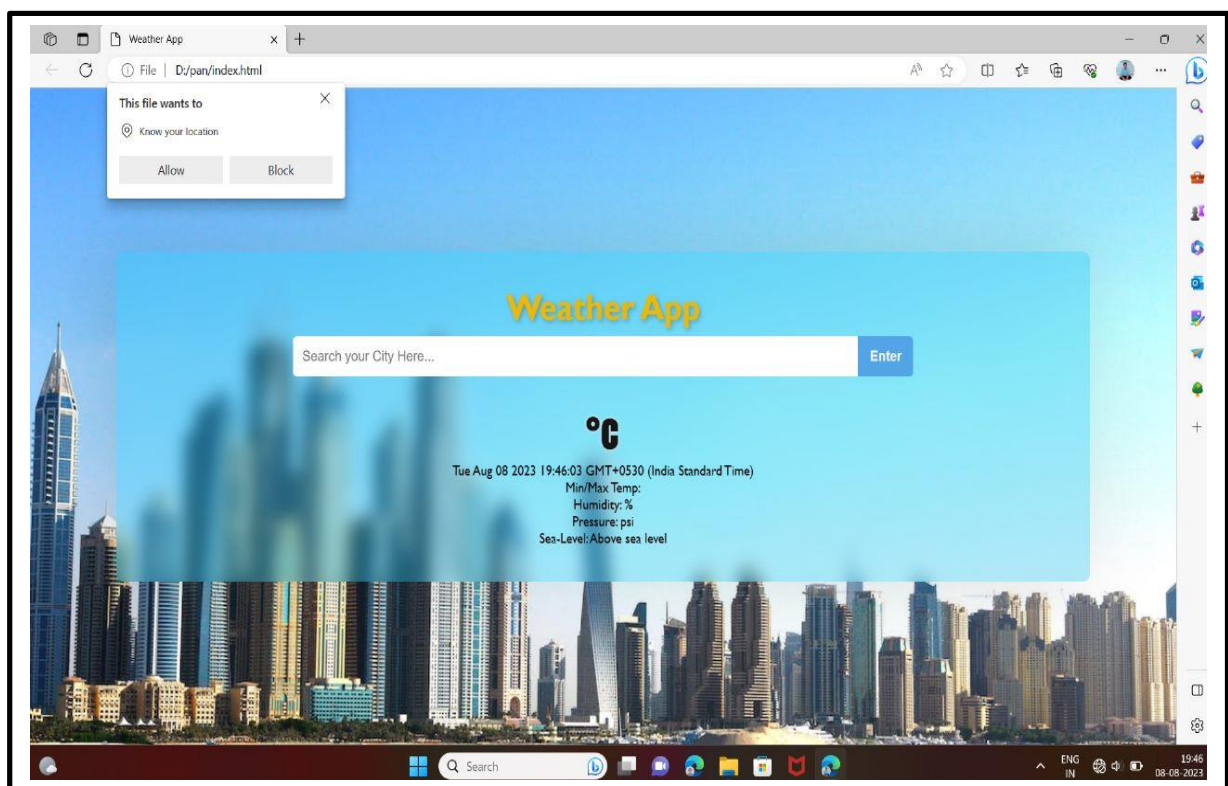 Weather App
File | D:/pan/index.html
This file wants to
Know your location
Allow Block
Weather App
Search your City Here... Enter
°C
Tue Aug 08 2023 19:46:03 GMT+0530 (India Standard Time)
Min/Max Temp:
Humidity: %
Pressure: psi
Sea-Level:Above sea level
Search
ENG
IN
19:46
08-08-2023